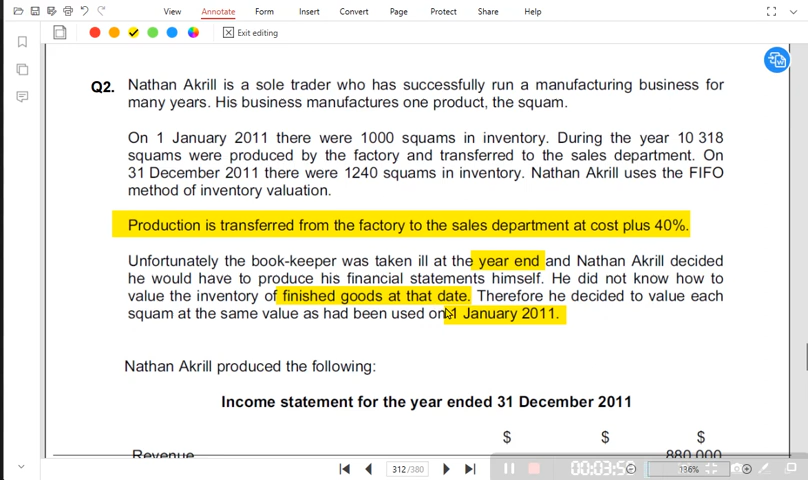 View Annotate Form Insert Convert Page Protect Share Help
Exit editing
Q2. Nathan Akrill is a sole trader who has successfully run a manufacturing business for
many years. His business manufactures one product, the squam.
On 1 January 2011 there were 1000 squams in inventory. During the year 10 318
squams were produced by the factory and transferred to the sales department. On
31 December 2011 there were 1240 squams in inventory. Nathan Akrill uses the FIFO
method of inventory valuation.
Production is transferred from the factory to the sales department at cost plus 40%.
Unfortunately the book-keeper was taken ill at the year end and Nathan Akrill decided
he would have to produce his financial statements himself. He did not know how to
value the inventory of finished goods at that date. Therefore he decided to value each
squam at the same value as had been used on 1 January 2011.
Nathan Akrill produced the following:
Income statement for the year ended 31 December 2011
$ $ $
Revenue 880 000
312/380 00:03:59 136%